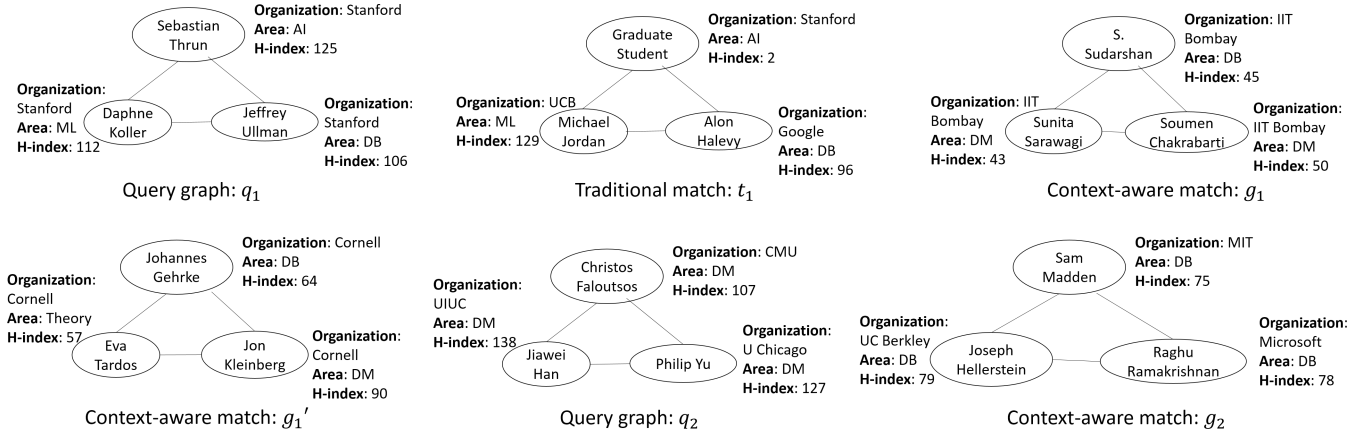 Sebastian
Thrun
Organization: Stanford
Area: AI
H-index: 125
Organization:
Stanford
Area: ML
H-index: 112
Daphne
Koller
Jeffrey
Ullman
Organization:
Stanford
Area: DB
H-index: 106
Query graph: q1
Graduate
Student
Organization: Stanford
Area: AI
H-index: 2
Organization: UCB
Area: ML
H-index: 129
Michael
Jordan
Alon
Halevy
Organization:
Google
Area: DB
H-index: 96
Traditional match: t1
S.
Sudarshan
Organization: IIT
Bombay
Area: DB
H-index: 45
Organization: IIT
Bombay
Area: DM
H-index: 43
Sunita
Sarawagi
Soumen
Chakrabarti
Organization:
IIT Bombay
Area: DM
H-index: 50
Context-aware match: g1
Johannes
Gehrke
Organization: Cornell
Area: DB
H-index: 64
Organization:
Cornell
Area: Theory
H-index: 57
Eva
Tardos
Jon
Kleinberg
Organization:
Cornell
Area: DM
H-index: 90
Context-aware match: g1'
Christos
Faloutsos
Organization: CMU
Area: DM
H-index: 107
Organization:
UIUC
Area: DM
H-index: 138
Jiawei
Han
Philip Yu
Organization:
U Chicago
Area: DM
H-index: 127
Query graph: q2
Sam
Madden
Organization: MIT
Area: DB
H-index: 75
Organization:
UC Berkley
Area: DB
H-index: 79
Joseph
Hellerstein
Raghu
Ramakrishnan
Organization:
Microsoft
Area: DB
H-index: 78
Context-aware match: g2